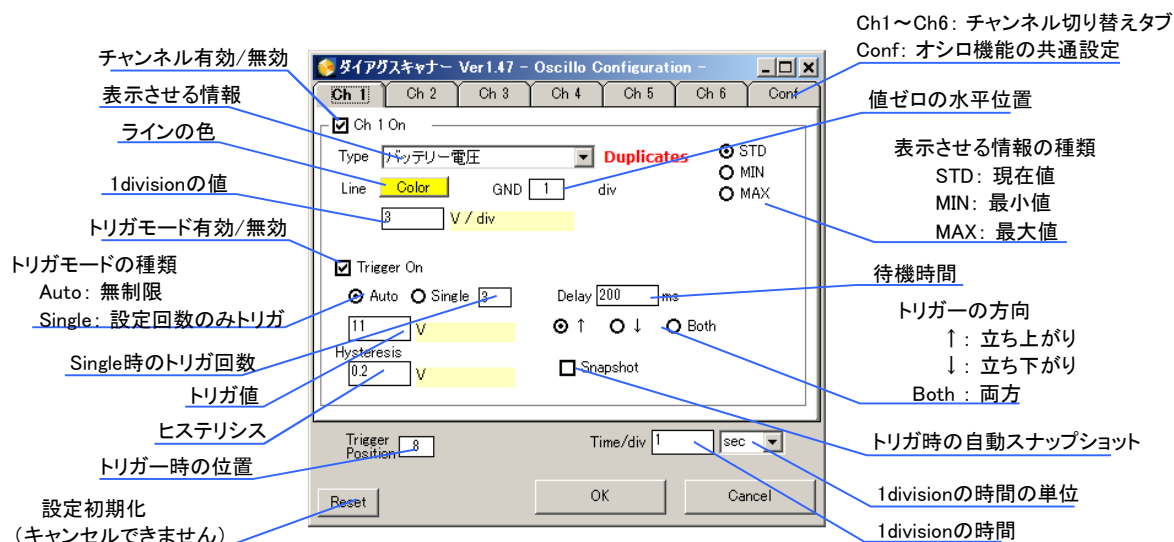 Ch1～Ch6: チャンネル切り替えタブ
Conf: オシロ機能の共通設定
チャンネル有効/無効
表示させる情報
ラインの色
1divisionの値
トリガモード有効/無効
トリガモードの種類
Auto: 無制限
Single: 設定回数のみトリガ
Single時のトリガ回数
トリガ値
ヒステリシス
トリガー時の位置
設定初期化
(キャンセルできません)
ダイアグスキャナー Ver1.47 - Oscillo Configuration -
Ch 1 Ch 2 Ch 3 Ch 4 Ch 5 Ch 6 Conf
Ch 1 On
Type バッテリー電圧 Duplicates
STD
MIN
MAX
Line Color GND 1 div
3 V / div
Trigger On
Auto Single 3 Delay 200 ms
11 V ↑ ↓ Both
Hysteresis
0.2 V Snapshot
Trigger Position 8 Time/div 1 sec
Reset OK Cancel
値ゼロの水平位置
表示させる情報の種類
STD: 現在値
MIN: 最小値
MAX: 最大値
待機時間
トリガーの方向
↑: 立ち上がり
↓: 立ち下がり
Both : 両方
トリガ時の自動スナップショット
1divisionの時間の単位
1divisionの時間